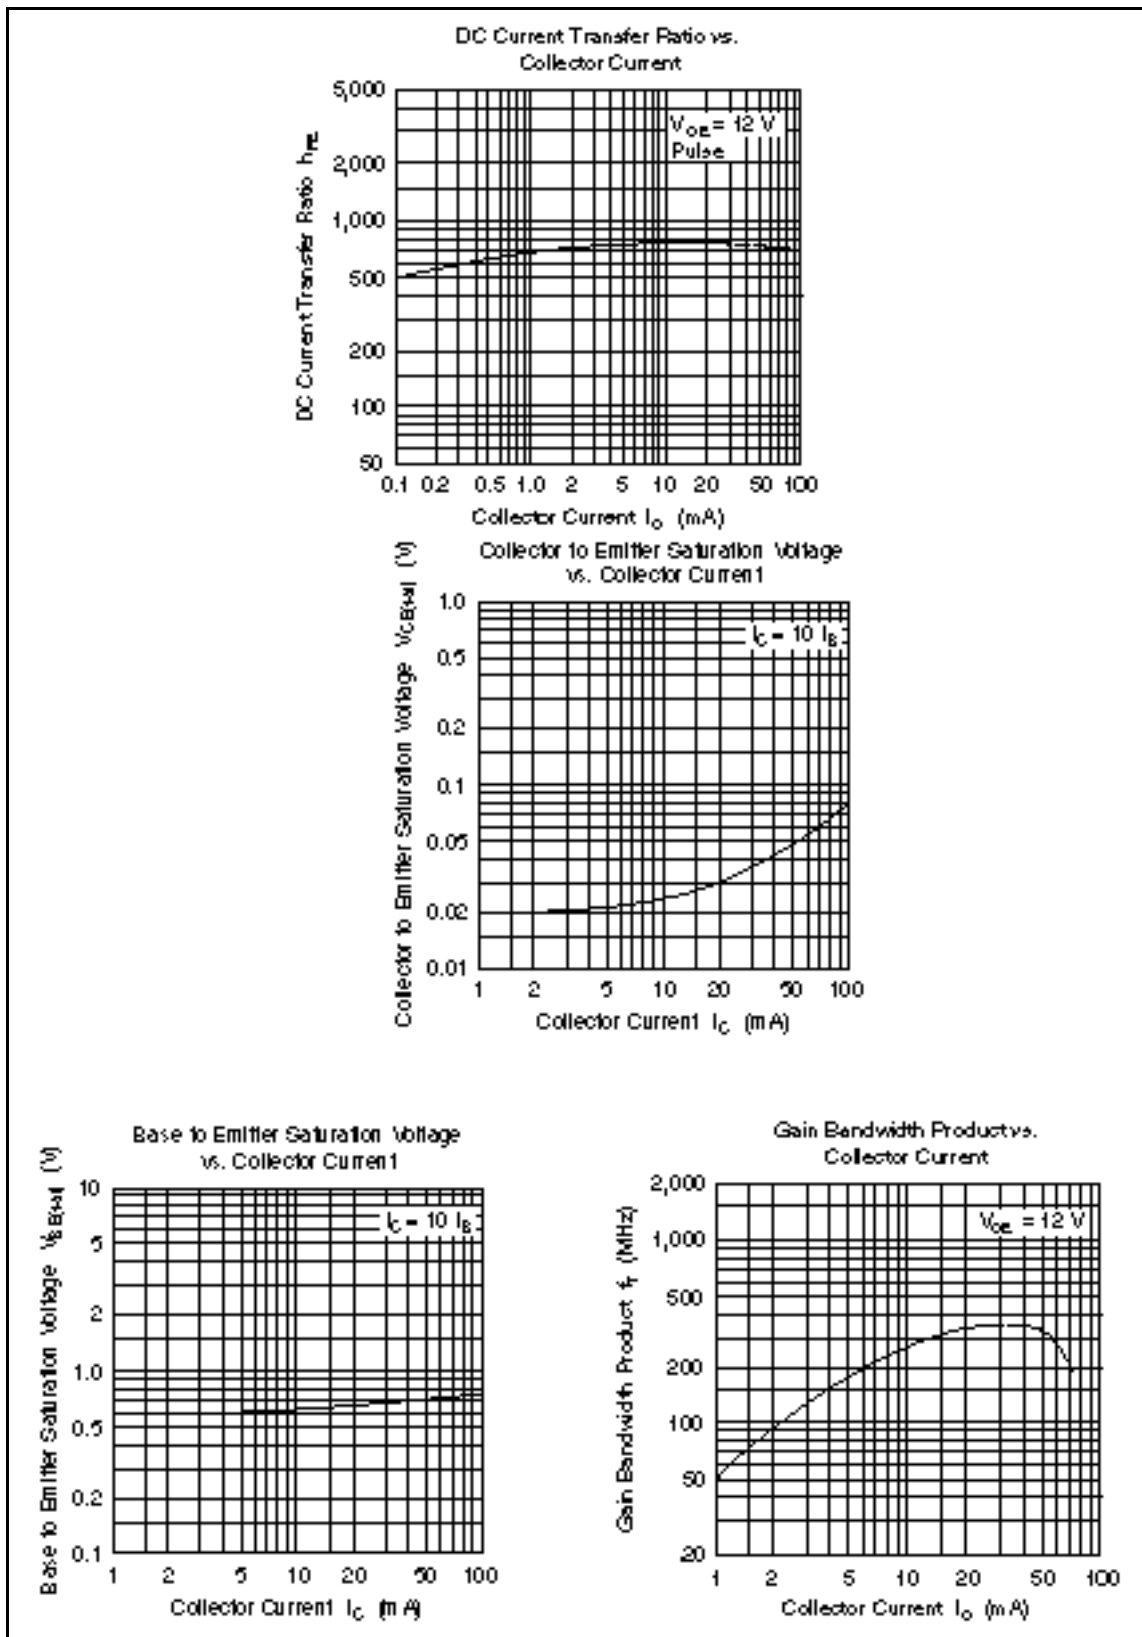 DC Current Transfer Ratio vs.
Collector Current
5,000
2,000
1,000
500
200
100
50
DC Current Transfer Ratio hFE
VCE = 12 V
Pulse
0.1 0.2 0.5 1.0 2 5 10 20 50 100
Collector Current IC (mA)
Collector to Emitter Saturation Voltage
vs. Collector Current
Collector to Emitter Saturation Voltage VCE(sat) (V)
1.0
0.5
0.2
0.1
0.05
0.02
0.01
IC = 10 IB
1 2 5 10 20 50 100
Collector Current IC (mA)
Base to Emitter Saturation Voltage
vs. Collector Current
Base to Emitter Saturation Voltage VBE(sat) (V)
10
5
2
1.0
0.5
0.2
0.1
IC = 10 IB
1 2 5 10 20 50 100
Collector Current IC (mA)
Gain Bandwidth Product vs.
Collector Current
Gain Bandwidth Product fT (MHz)
2,000
1,000
500
200
100
50
20
VCE = 12 V
1 2 5 10 20 50 100
Collector Current IC (mA)